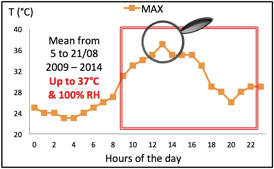 T (°C)
MAX
40
36
32
28
24
20
16
Mean from
5 to 21/08
2009 – 2014
Up to 37°C
& 100% RH
0 2 4 6 8 10 12 14 16 18 20 22
Hours of the day